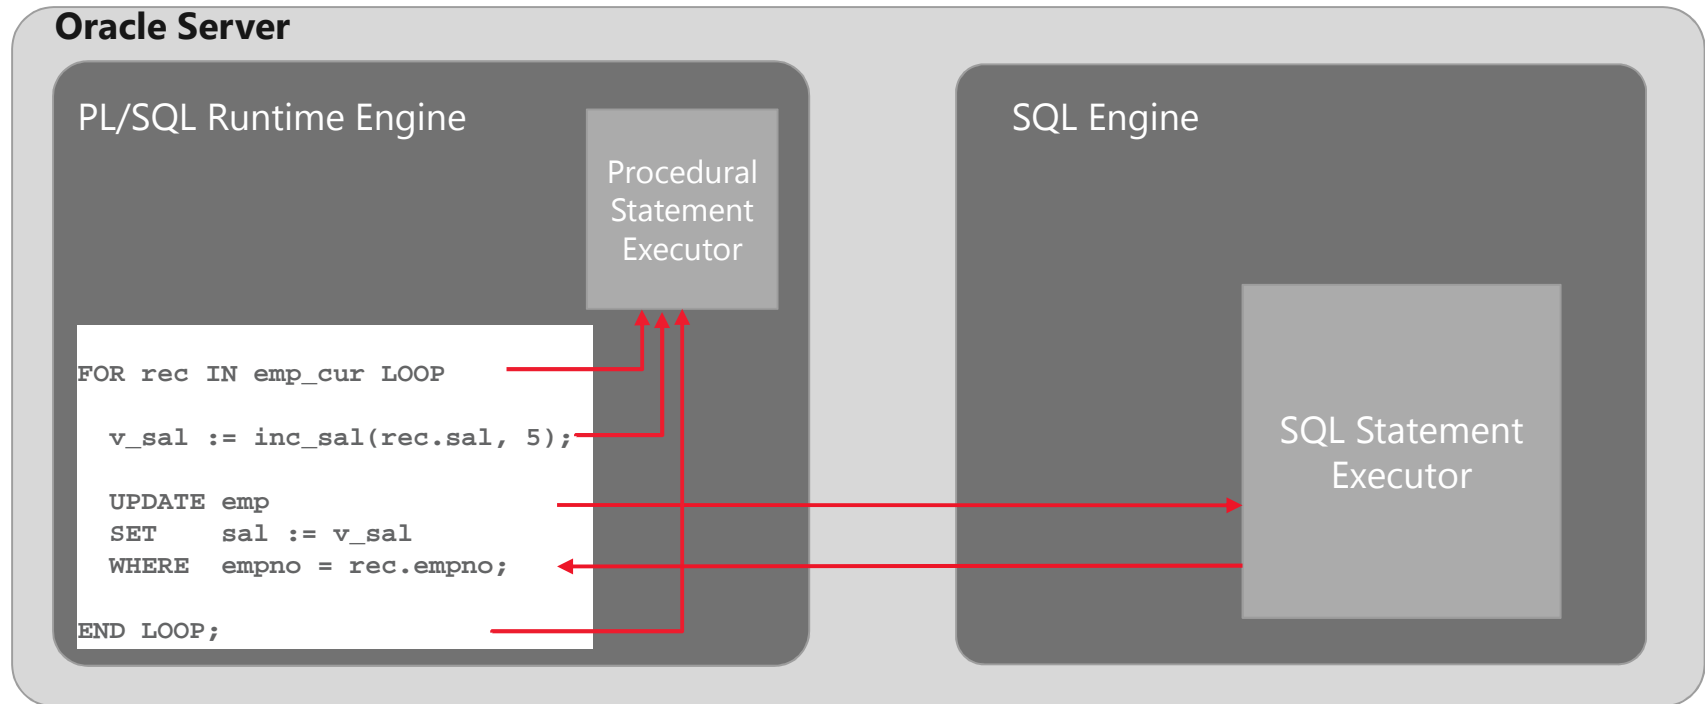 Oracle Server
PL/SQL Runtime Engine
Procedural
Statement
Executor
FOR rec IN emp_cur LOOP
v_sal := inc_sal(rec.sal, 5);
UPDATE emp
SET    sal := v_sal
WHERE  empno = rec.empno;
END LOOP;
SQL Engine
SQL Statement
Executor